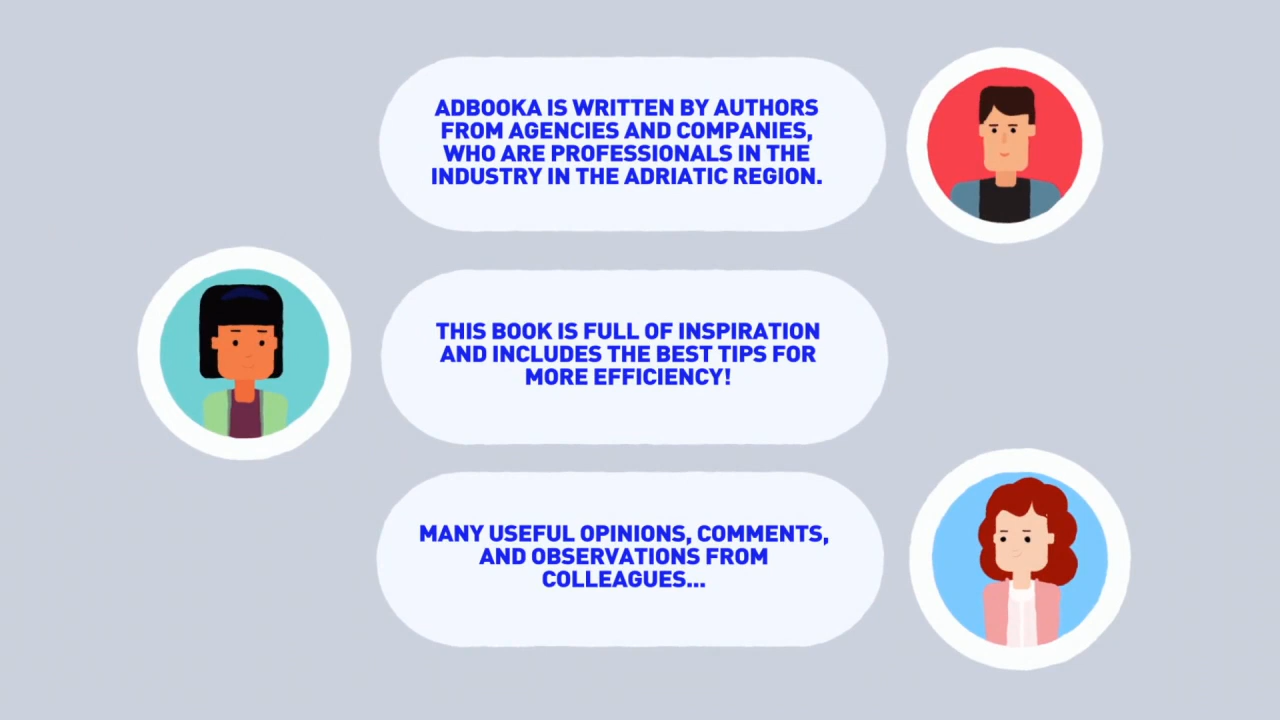 ADBOOKA IS WRITTEN BY AUTHORS
FROM AGENCIES AND COMPANIES,
WHO ARE PROFESSIONALS IN THE
INDUSTRY IN THE ADRIATIC REGION.
THIS BOOK IS FULL OF INSPIRATION
AND INCLUDES THE BEST TIPS FOR
MORE EFFICIENCY!
MANY USEFUL OPINIONS, COMMENTS,
AND OBSERVATIONS FROM
COLLEAGUES...